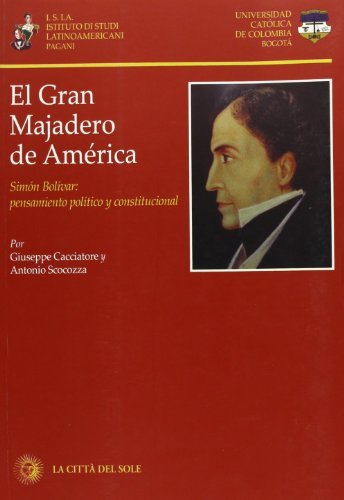 I. S. L. A.
ISTITUTO DI STUDI
LATINOAMERICANI
PAGANI
UNIVERSIDAD
CATÓLICA
DE COLOMBIA
BOGOTÁ
El Gran
Majadero
de América
Simón Bolívar:
pensamiento político y constitucional
Por
Giuseppe Cacciatore y
Antonio Scocozza
LA CITTÀ DEL SOLE